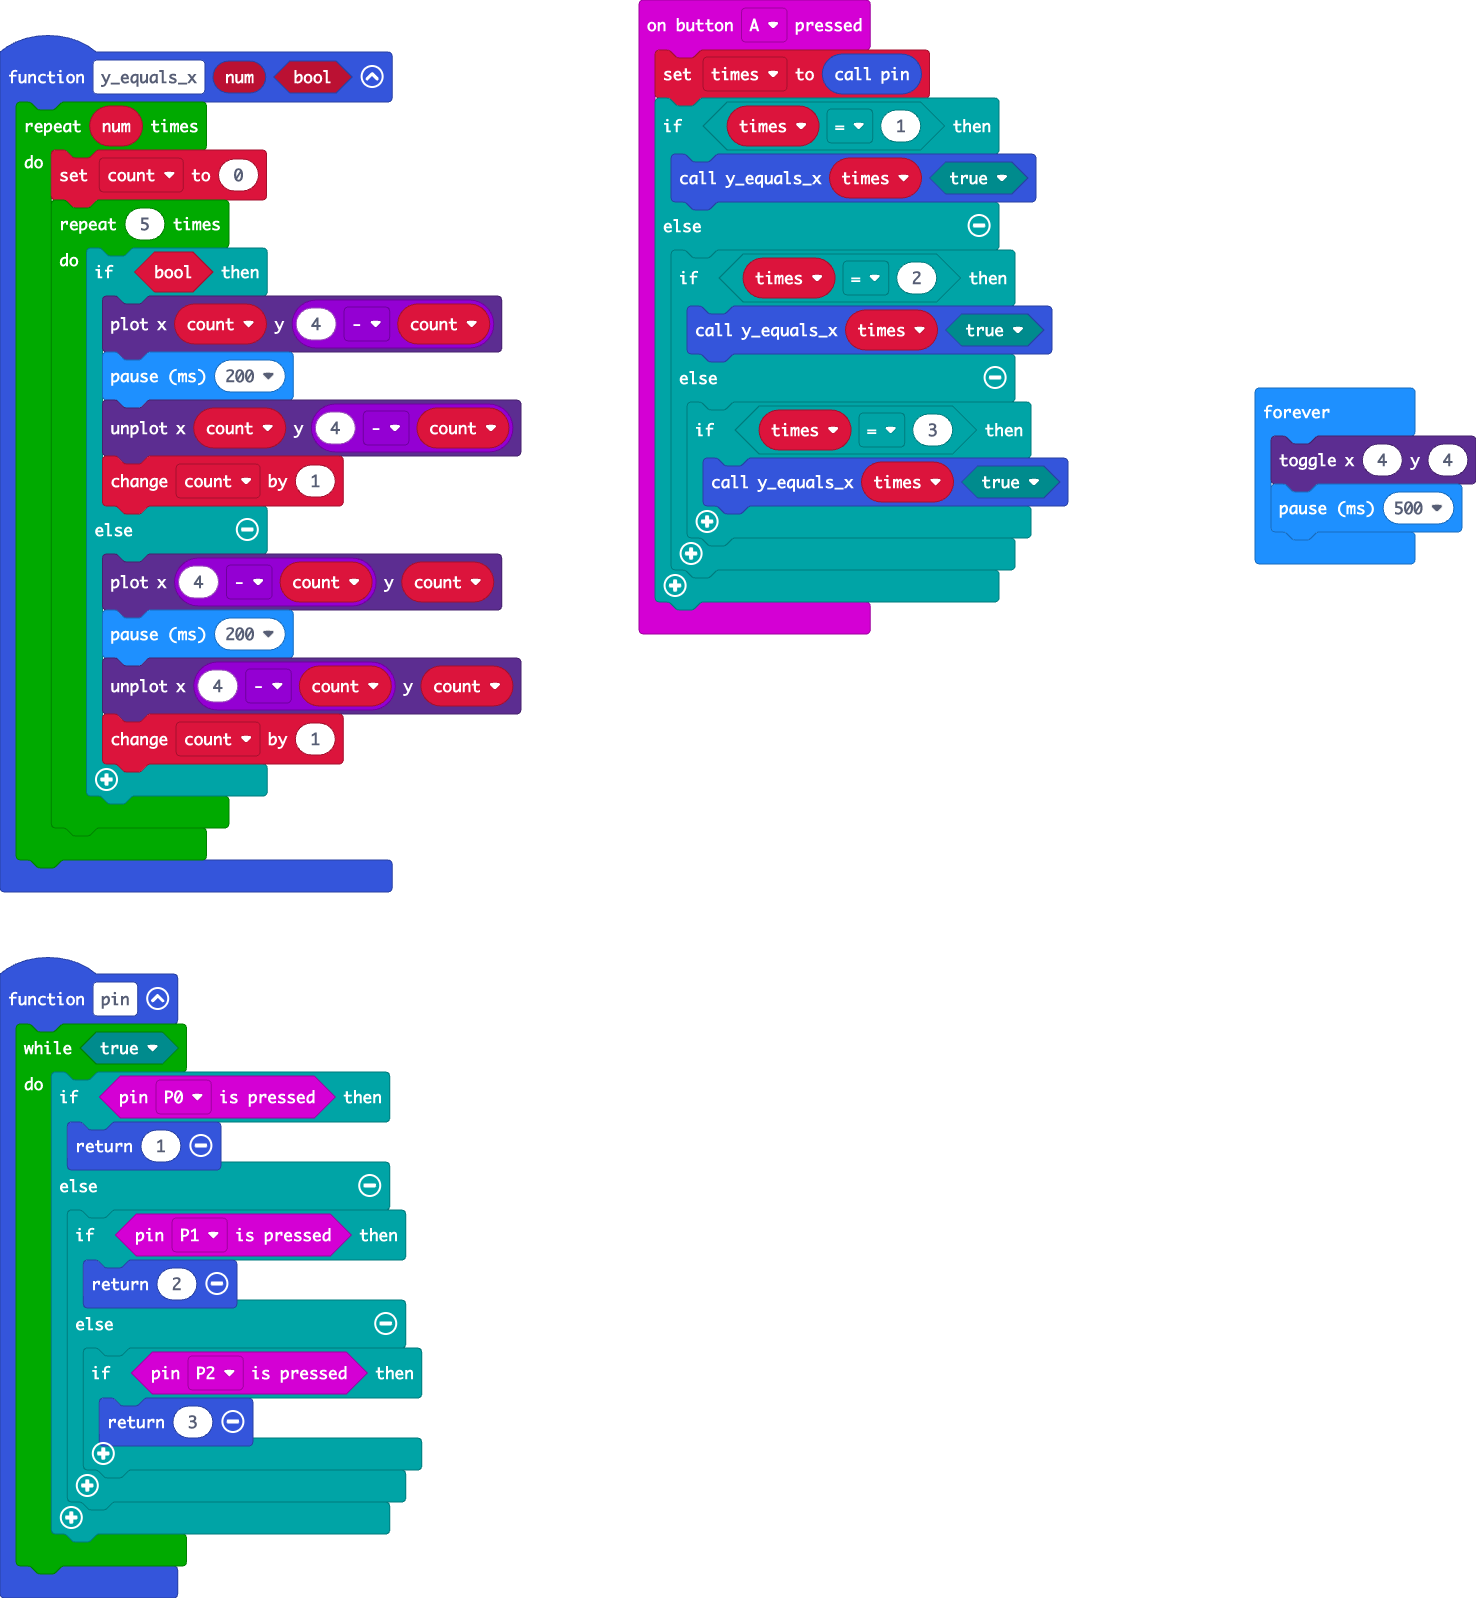 function y_equals_x num bool
repeat num times
do
set count to 0
repeat 5 times
do
if bool then
plot x count y 4 - count
pause (ms) 200
unplot x count y 4 - count
change count by 1
else
plot x 4 - count y count
pause (ms) 200
unplot x 4 - count y count
change count by 1
on button A pressed
set times to call pin
if times = 1 then
call y_equals_x times true
else
if times = 2 then
call y_equals_x times true
else
if times = 3 then
call y_equals_x times true
forever
toggle x 4 y 4
pause (ms) 500
function pin
while true
do
if pin P0 is pressed then
return 1
else
if pin P1 is pressed then
return 2
else
if pin P2 is pressed then
return 3